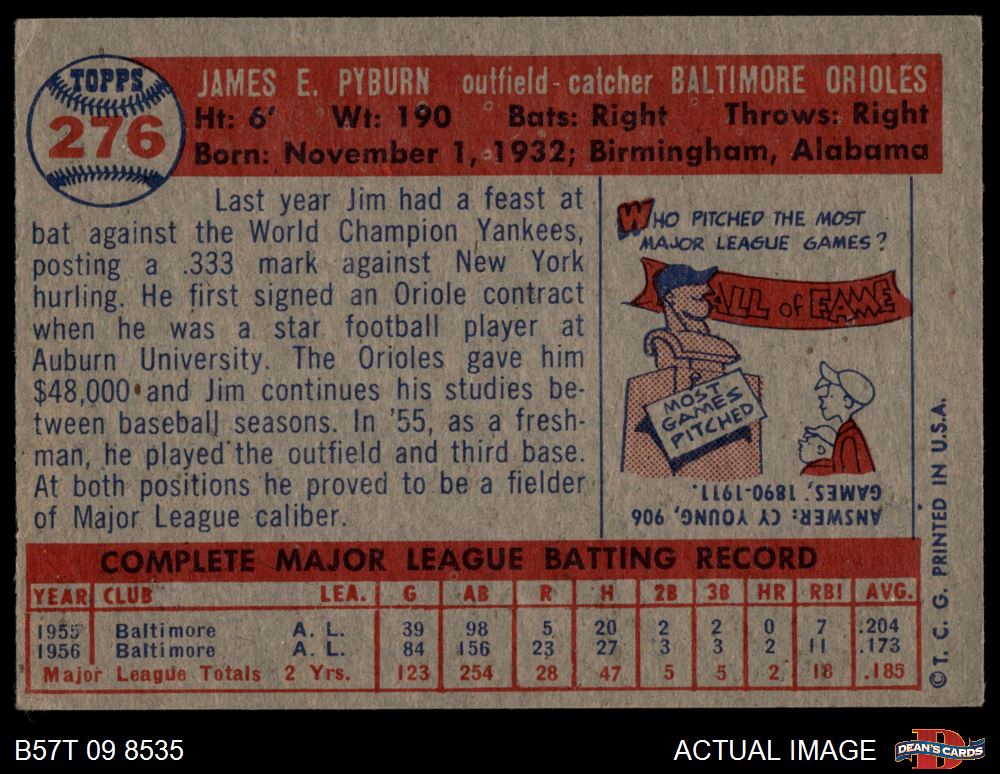 TOPPS
276
JAMES E. PYBURN outfield - catcher BALTIMORE ORIOLES
Ht: 6' Wt: 190 Bats: Right Throws: Right
Born: November 1, 1932; Birmingham, Alabama
Last year Jim had a feast at
bat against the World Champion Yankees,
posting a .333 mark against New York
hurling. He first signed an Oriole contract
when he was a star football player at
Auburn University. The Orioles gave him
$48,000 and Jim continues his studies be-
tween baseball seasons. In '55, as a fresh-
man, he played the outfield and third base.
At both positions he proved to be a fielder
of Major League caliber.
WHO PITCHED THE MOST
MAJOR LEAGUE GAMES?
ALL OF FAME
MOST
GAMES
PITCHED
ANSWER: CY YOUNG, 906
GAMES, 1890-1911.
© T. C. G. PRINTED IN U.S.A.
COMPLETE MAJOR LEAGUE BATTING RECORD
YEAR CLUB LEA. G AB R H 2B 3B HR RBI AVG.
1955 Baltimore A. L. 39 98 5 20 2 2 0 7 .204
1956 Baltimore A. L. 84 156 23 27 3 3 2 11 .173
Major League Totals 2 Yrs. 123 254 28 47 5 5 2 18 .185
B57T 09 8535
ACTUAL IMAGE
D
DEAN'S CARDS